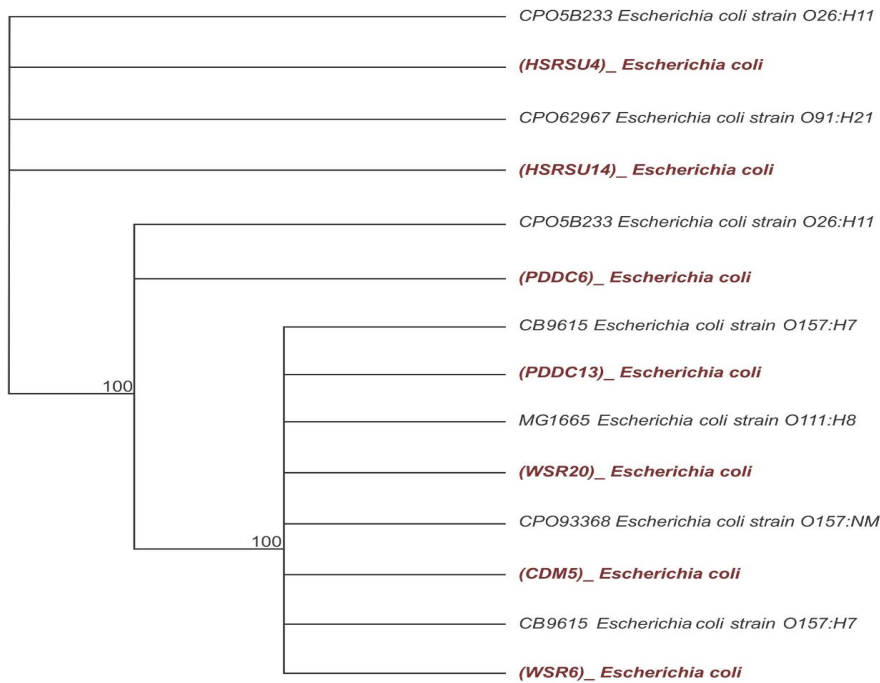 CPO5B233 Escherichia coli strain O26:H11
(HSRSU4)_ Escherichia coli
CPO62967 Escherichia coli strain O91:H21
(HSRSU14)_ Escherichia coli
CPO5B233 Escherichia coli strain O26:H11
(PDDC6)_ Escherichia coli
CB9615 Escherichia coli strain O157:H7
(PDDC13)_ Escherichia coli
100
MG1665 Escherichia coli strain O111:H8
(WSR20)_ Escherichia coli
CPO93368 Escherichia coli strain O157:NM
100
(CDM5)_ Escherichia coli
CB9615 Escherichia coli strain O157:H7
(WSR6)_ Escherichia coli